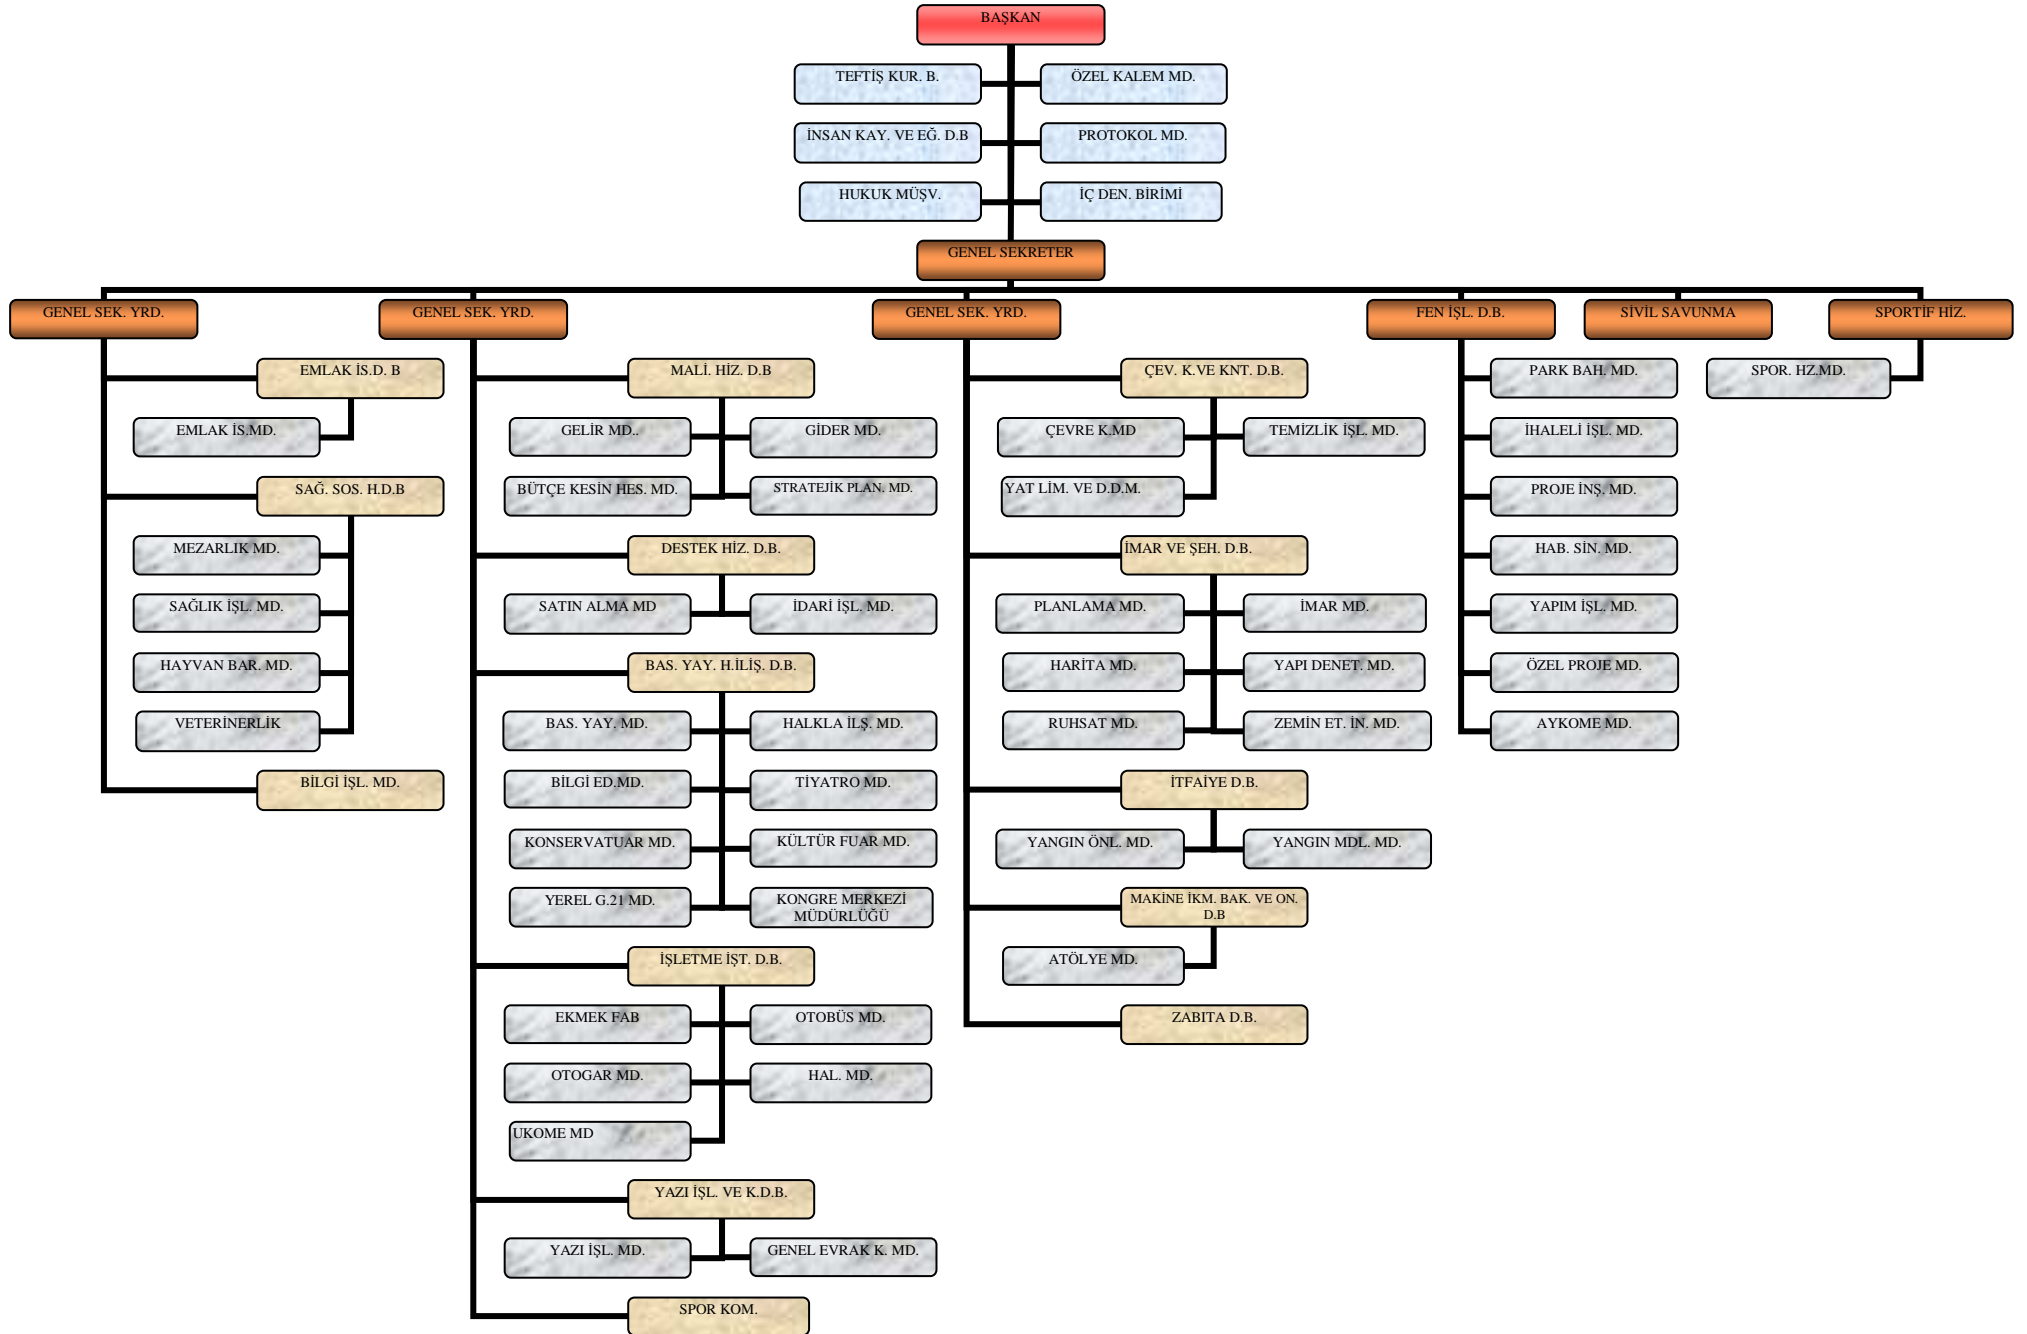 BAŞKAN
TEFTİŞ KUR. B.
ÖZEL KALEM MD.
İNSAN KAY. VE EĞ. D.B
PROTOKOL MD.
HUKUK MÜŞV.
İÇ DEN. BİRİMİ
GENEL SEKRETER
GENEL SEK. YRD.
GENEL SEK. YRD.
GENEL SEK. YRD.
FEN İŞL. D.B.
SİVİL SAVUNMA
SPORTİF HİZ.
EMLAK İS.D. B
EMLAK İS.MD.
SAĞ. SOS. H.D.B
MEZARLIK MD.
SAĞLIK İŞL. MD.
HAYVAN BAR. MD.
VETERİNERLİK
BİLGİ İŞL. MD.
MALİ. HİZ. D.B
GELİR MD..
GİDER MD.
BÜTÇE KESİN HES. MD.
STRATEJİK PLAN. MD.
DESTEK HİZ. D.B.
SATIN ALMA MD
İDARİ İŞL. MD.
BAS. YAY. H.İLİŞ. D.B.
BAS. YAY. MD.
HALKLA İLŞ. MD.
BİLGİ ED.MD.
TİYATRO MD.
KONSERVATUAR MD.
KÜLTÜR FUAR MD.
YEREL G.21 MD.
KONGRE MERKEZİ
MÜDÜRLÜĞÜ
İŞLETME İŞT. D.B.
EKMEK FAB
OTOBÜS MD.
OTOGAR MD.
HAL. MD.
UKOME MD
YAZI İŞL. VE K.D.B.
YAZI İŞL. MD.
GENEL EVRAK K. MD.
SPOR KOM.
ÇEV. K.VE KNT. D.B.
ÇEVRE K.MD
TEMİZLİK İŞL. MD.
YAT LİM. VE D.D.M.
İMAR VE ŞEH. D.B.
PLANLAMA MD.
İMAR MD.
HARİTA MD.
YAPI DENET. MD.
RUHSAT MD.
ZEMİN ET. İN. MD.
İTFAİYE D.B.
YANGIN ÖNL. MD.
YANGIN MDL. MD.
MAKİNE İKM. BAK. VE ON.
D.B
ATÖLYE MD.
ZABITA D.B.
PARK BAH. MD.
İHALELİ İŞL. MD.
PROJE İNŞ. MD.
HAB. SİN. MD.
YAPIM İŞL. MD.
ÖZEL PROJE MD.
AYKOME MD.
SPOR. HZ.MD.